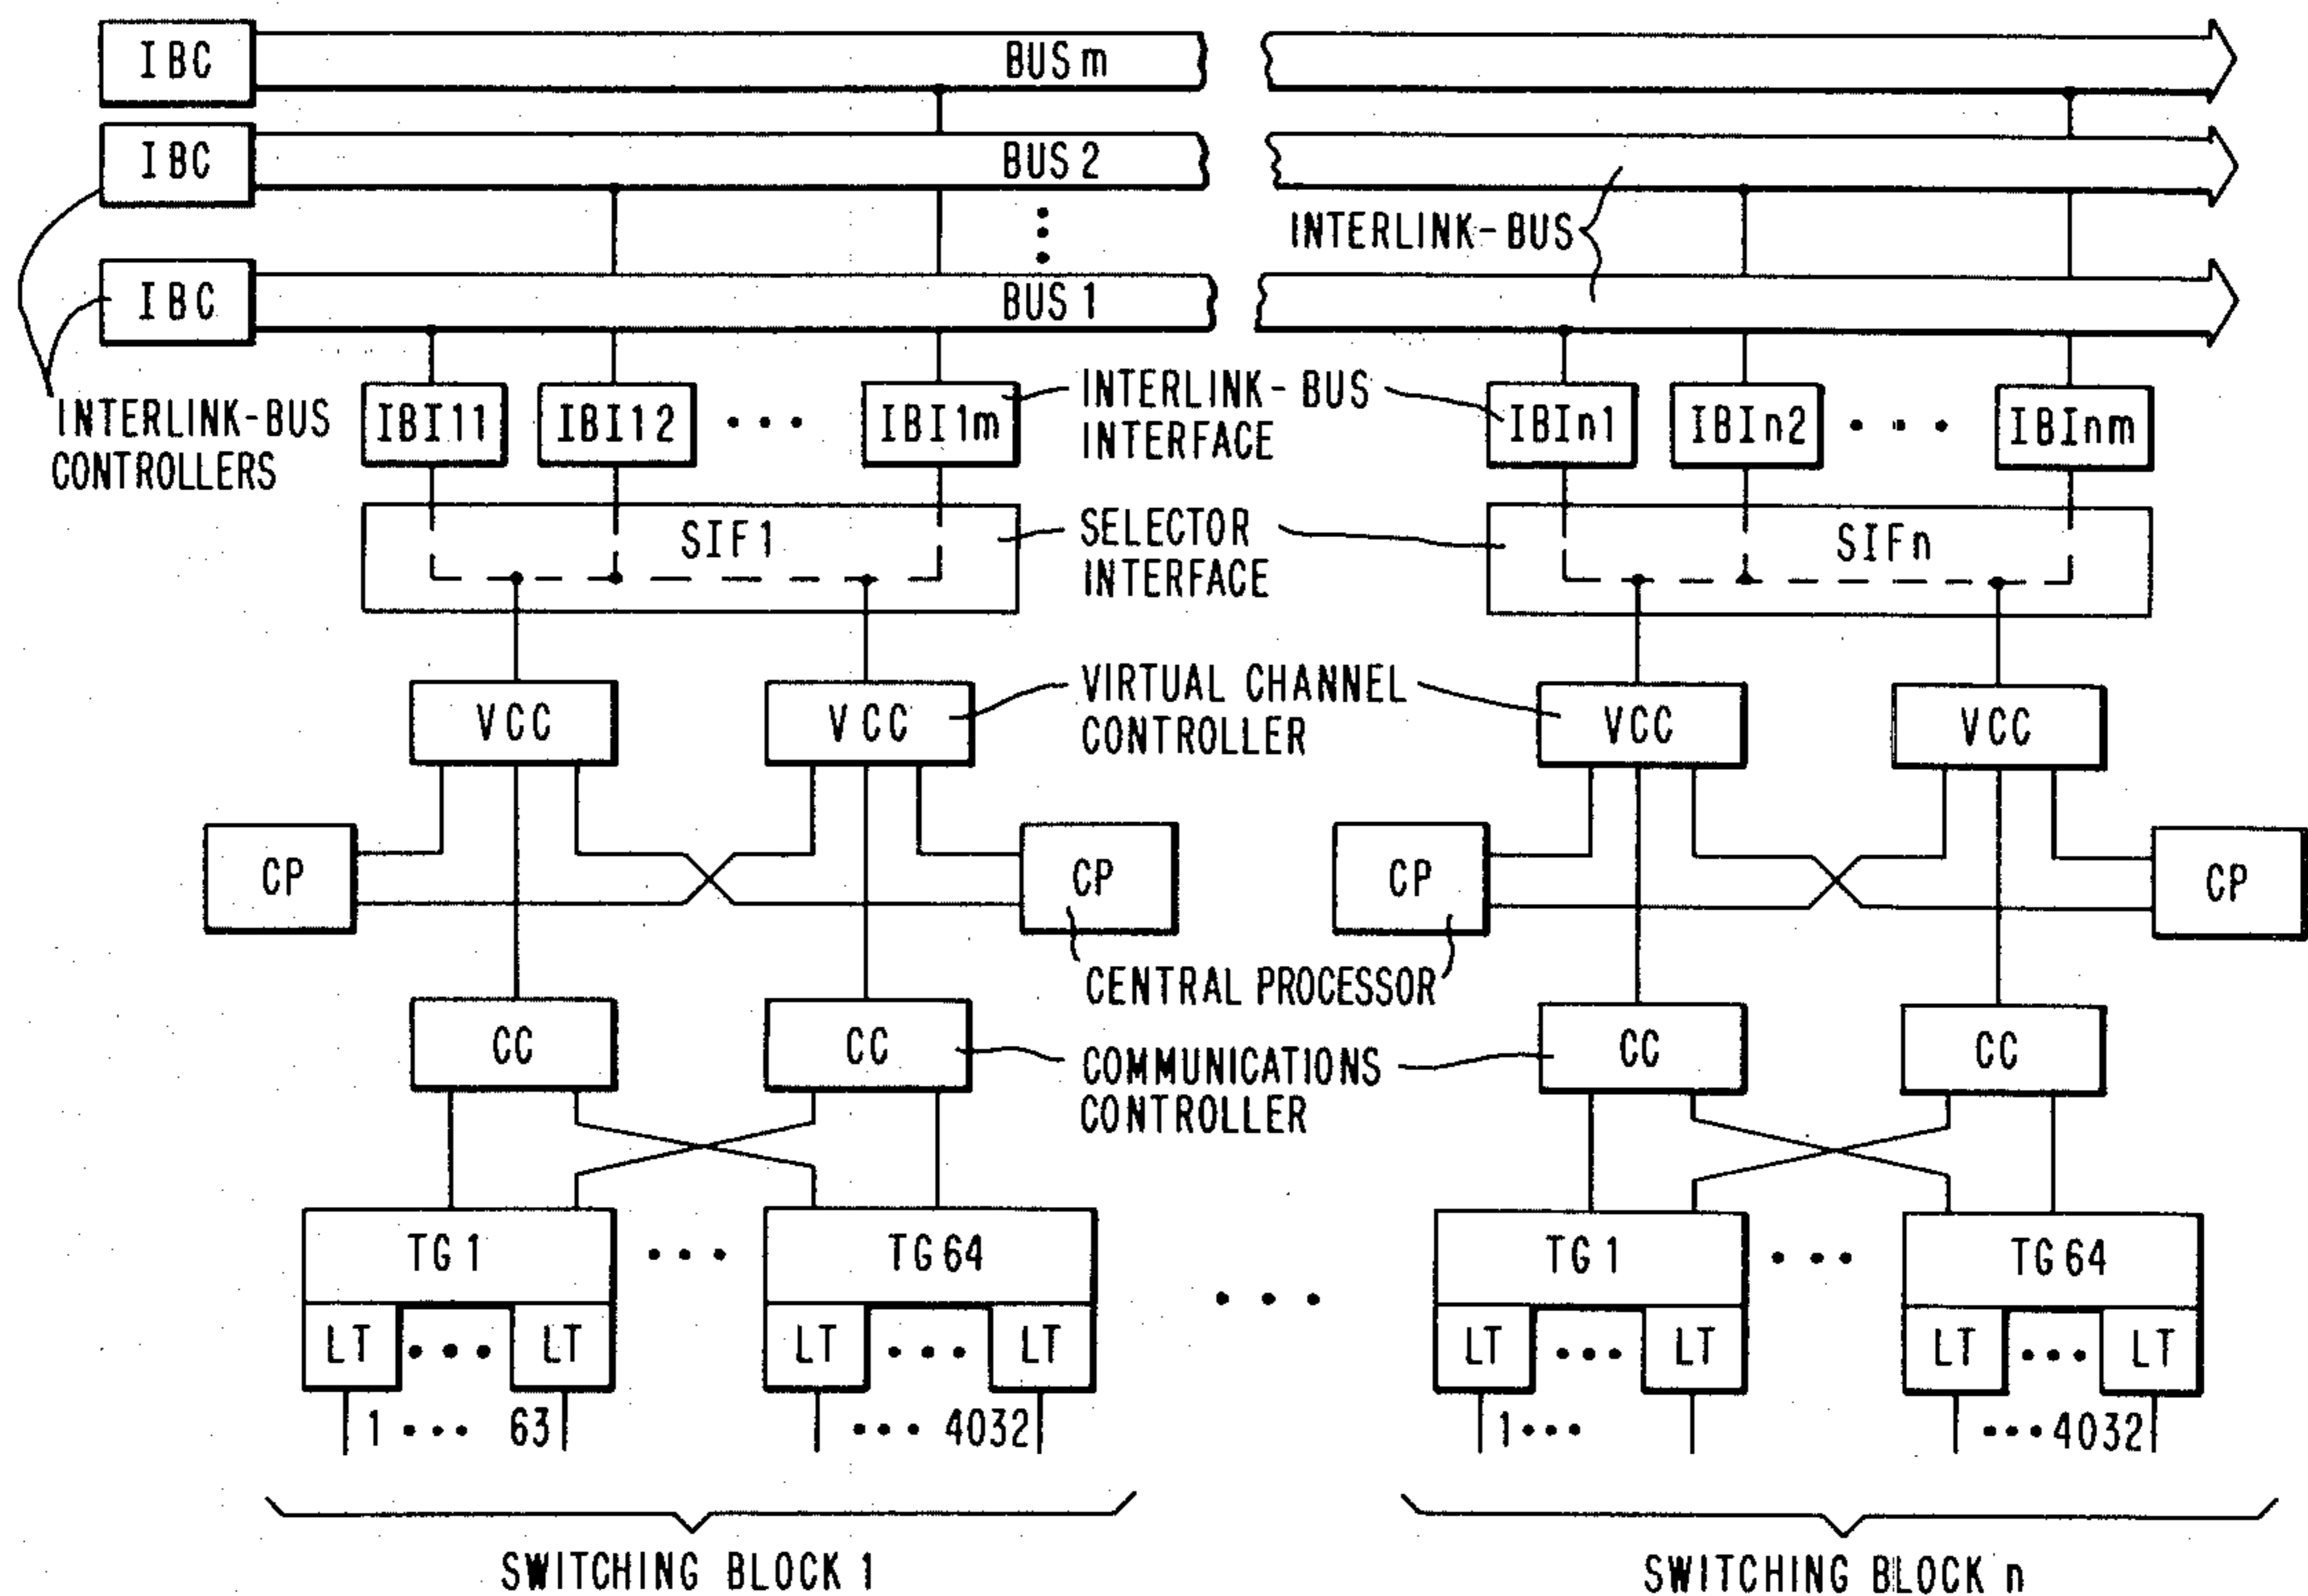 IBC
BUS m
IBC
BUS 2
INTERLINK-BUS
IBC
BUS 1
INTERLINK-BUS
CONTROLLERS
IBI11
IBI12
IBI1m
INTERLINK-BUS
INTERFACE
IBIn1
IBIn2
IBInm
SIF1
SELECTOR
INTERFACE
SIFn
VCC
VCC
VIRTUAL CHANNEL
CONTROLLER
VCC
VCC
CP
CP
CP
CP
CENTRAL PROCESSOR
CC
CC
COMMUNICATIONS
CONTROLLER
CC
CC
TG 1
• • •
TG 64
• • •
TG 1
• • •
TG 64
LT • • • LT
LT • • • LT
LT • • • LT
LT • • • LT
1 • • • 63
• • • 4032
1 • • •
• • • 4032
SWITCHING BLOCK 1
SWITCHING BLOCK n